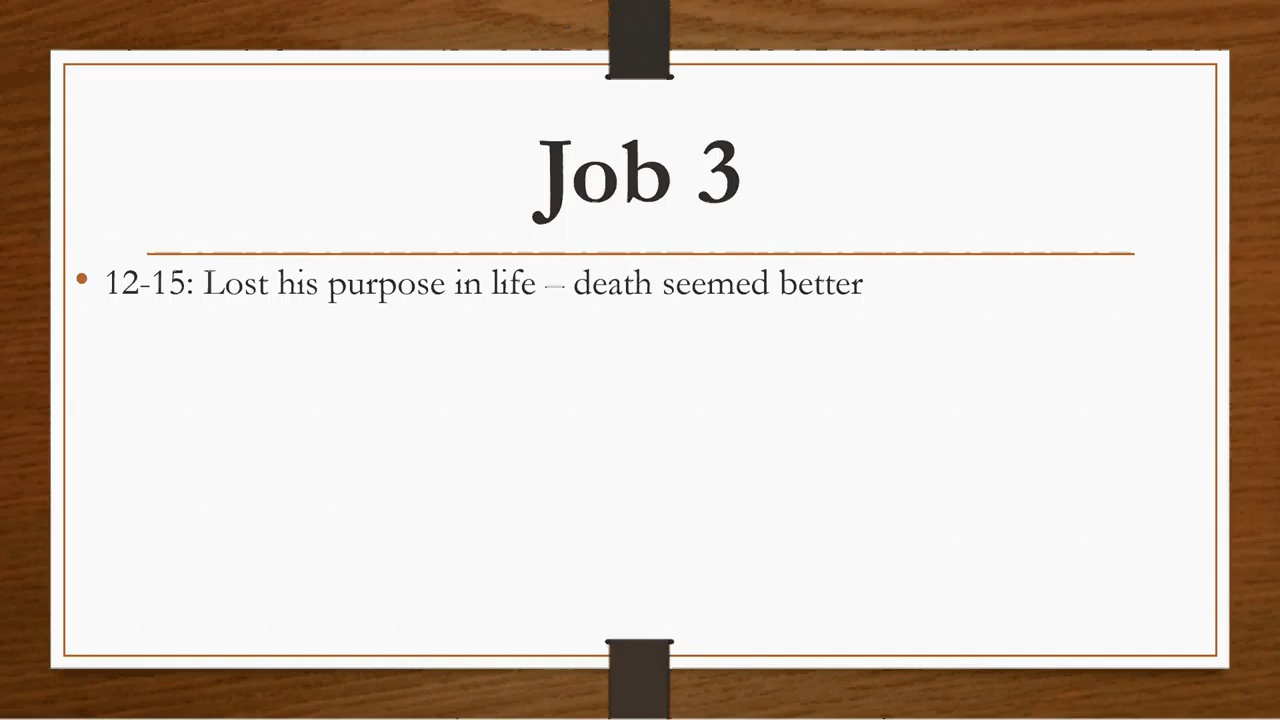 Job 3
• 12-15: Lost his purpose in life – death seemed better